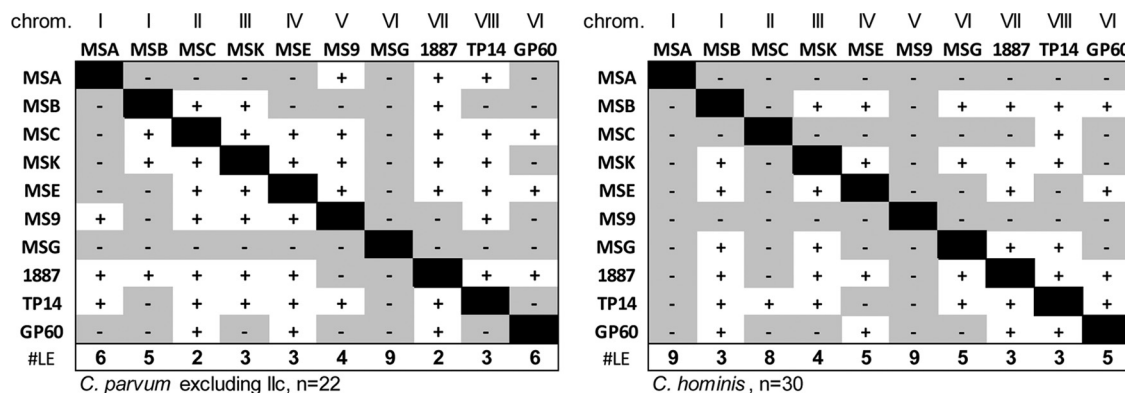 chrom. I I II III IV V VI VII VIII VI
MSA MSB MSC MSK MSE MS9 MSG 1887 TP14 GP60
MSA - - - - + - + + -
MSB - + + - - - + - -
MSC - + + + + - + + +
MSK - + + + + - + + -
MSE - - + + + - + + +
MS9 + - + + + - - + -
MSG - - - - - - - - -
1887 + + + + + - - + +
TP14 + - + + + + - + -
GP60 - - + - + - - + -
#LE 6 5 2 3 3 4 9 2 3 6
C. parvum excluding IIc, n=22
chrom. I I II III IV V VI VII VIII VI
MSA MSB MSC MSK MSE MS9 MSG 1887 TP14 GP60
MSA - - - - - - - - -
MSB - - + + - + + + +
MSC - - - - - - - + -
MSK - + - + - + + + -
MSE - + - + - - + - +
MS9 - - - - - - - - -
MSG - + - + - - + + -
1887 - + - + + - + + +
TP14 - + + + - - + + +
GP60 - + - - + - - + +
#LE 9 3 8 4 5 9 5 3 3 5
C. hominis, n=30